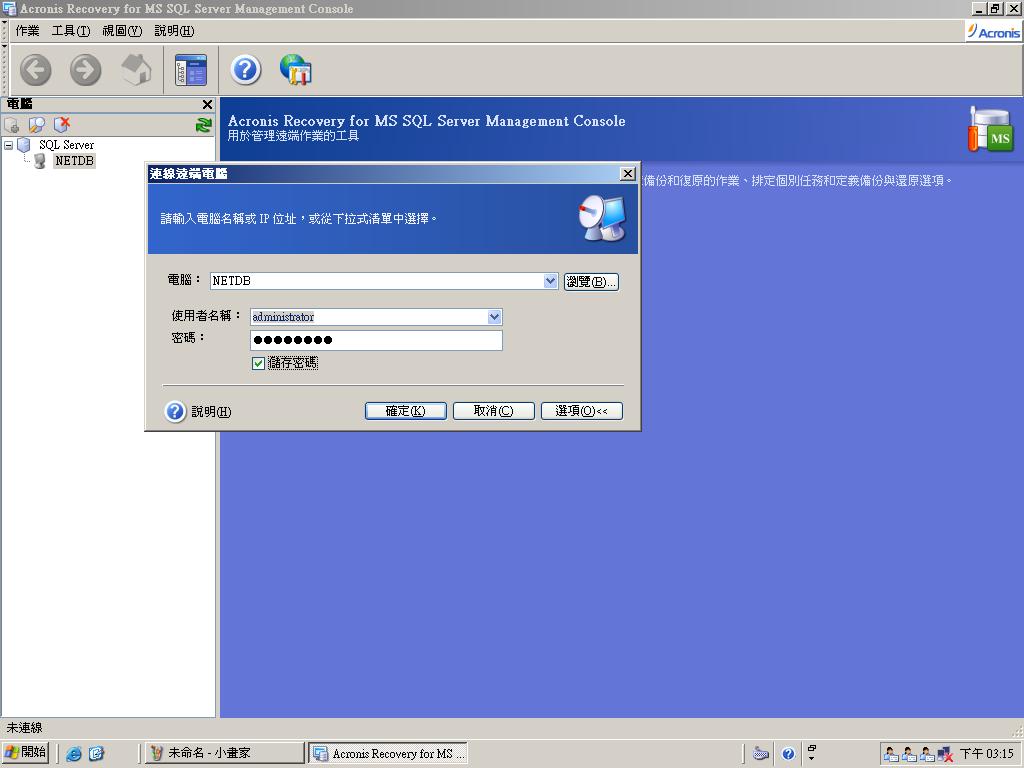 Acronis Recovery for MS SQL Server Management Console
作業 工具(T) 視圖(V) 說明(H)
Acronis
電腦
SQL Server
NETDB
Acronis Recovery for MS SQL Server Management Console
用於管理遠端作業的工具
MS
備份和復原的作業、排定個別任務和定義備份與還原選項。
連線遠端電腦
請輸入電腦名稱或 IP 位址，或從下拉式清單中選擇。
電腦： NETDB 瀏覽(B)...
使用者名稱： administrator
密碼： ●●●●●●●●
儲存密碼
說明(H) 確定(K) 取消(C) 選項(O)<<
未連線
開始 未命名 - 小畫家 Acronis Recovery for MS ... 下午 03:15